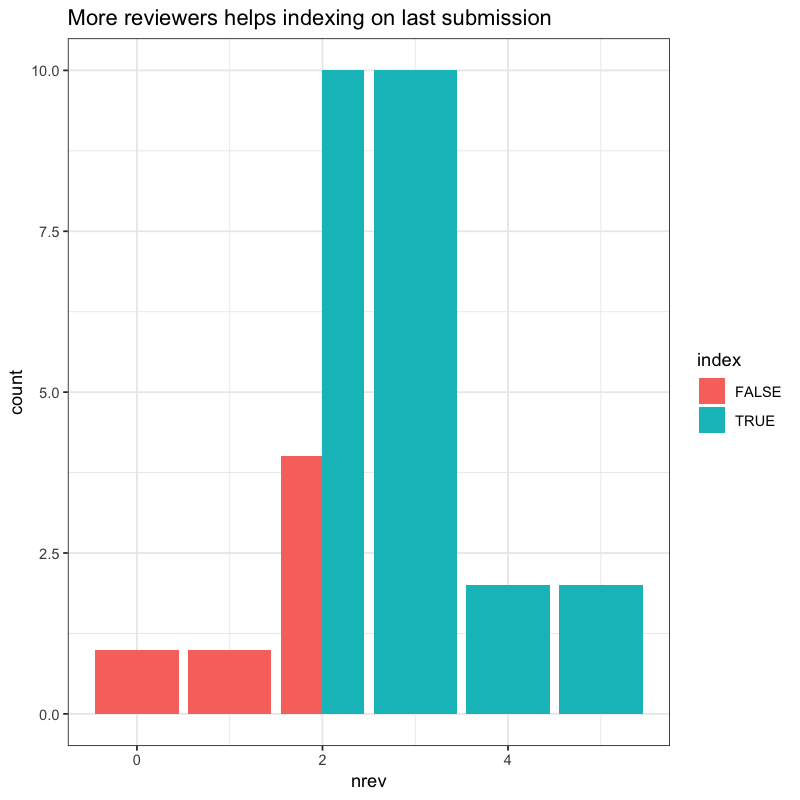 More reviewers helps indexing on last submission
10.0
7.5
5.0
2.5
0.0
count
0
2
4
nrev
index
FALSE
TRUE